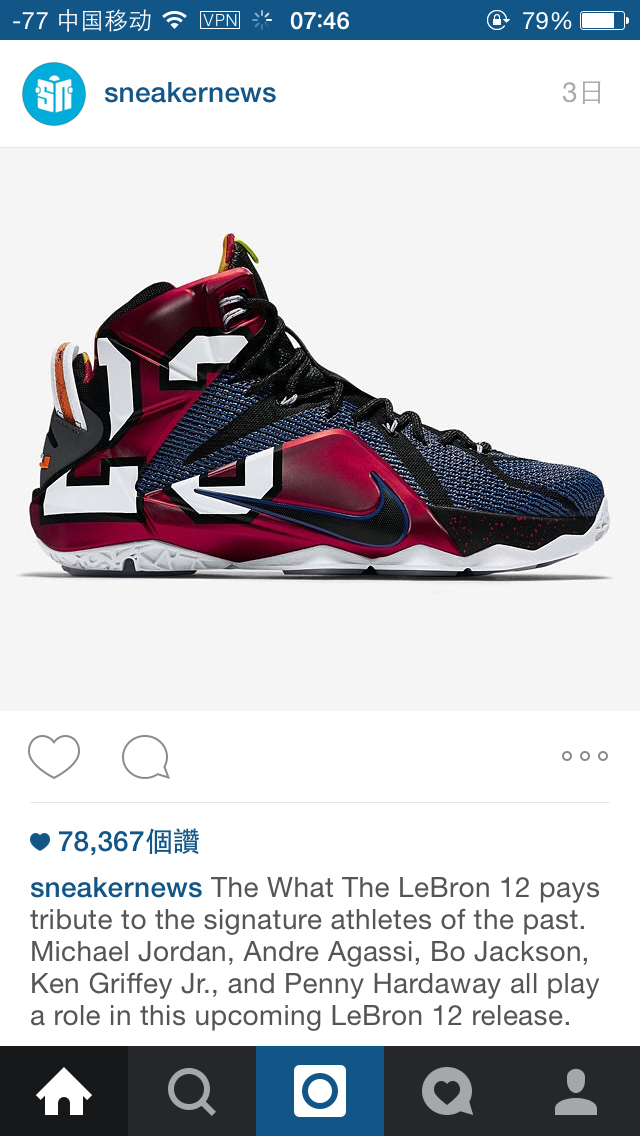 -77 中国移动 VPN 07:46 79%
SN
sneakernews 3日
23
78,367個讚
sneakernews The What The LeBron 12 pays
tribute to the signature athletes of the past.
Michael Jordan, Andre Agassi, Bo Jackson,
Ken Griffey Jr., and Penny Hardaway all play
a role in this upcoming LeBron 12 release.